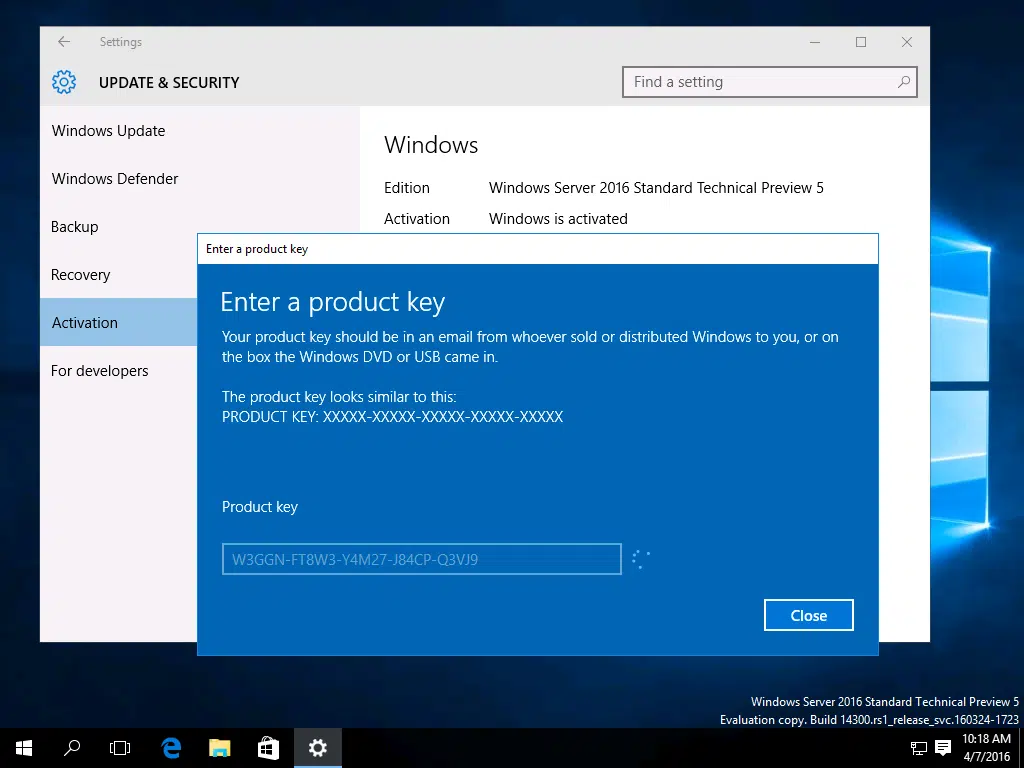 Settings
UPDATE & SECURITY
Find a setting
Windows Update
Windows Defender
Backup
Recovery
Activation
For developers
Windows
Edition Windows Server 2016 Standard Technical Preview 5
Activation Windows is activated
Enter a product key
Enter a product key
Your product key should be in an email from whoever sold or distributed Windows to you, or on
the box the Windows DVD or USB came in.
The product key looks similar to this:
PRODUCT KEY: XXXXX-XXXXX-XXXXX-XXXXX-XXXXX
Product key
W3GGN-FT8W3-Y4M27-J84CP-Q3VJ9
Close
Windows Server 2016 Standard Technical Preview 5
Evaluation copy. Build 14300.rs1_release_svc.160324-1723
10:18 AM
4/7/2016